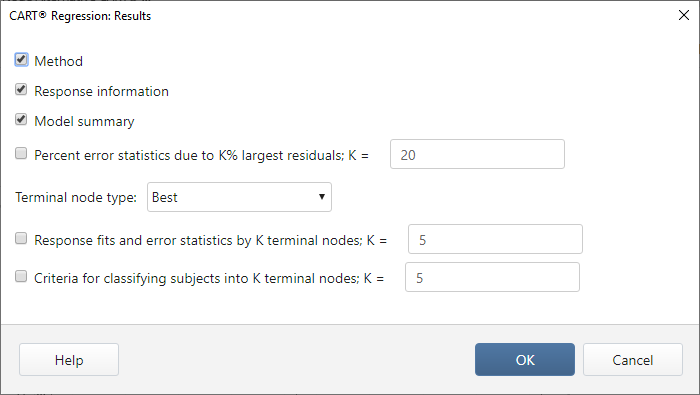 CART® Regression: Results
Method
Response information
Model summary
Percent error statistics due to K% largest residuals; K = 20
Terminal node type: Best
Response fits and error statistics by K terminal nodes; K = 5
Criteria for classifying subjects into K terminal nodes; K = 5
Help OK Cancel